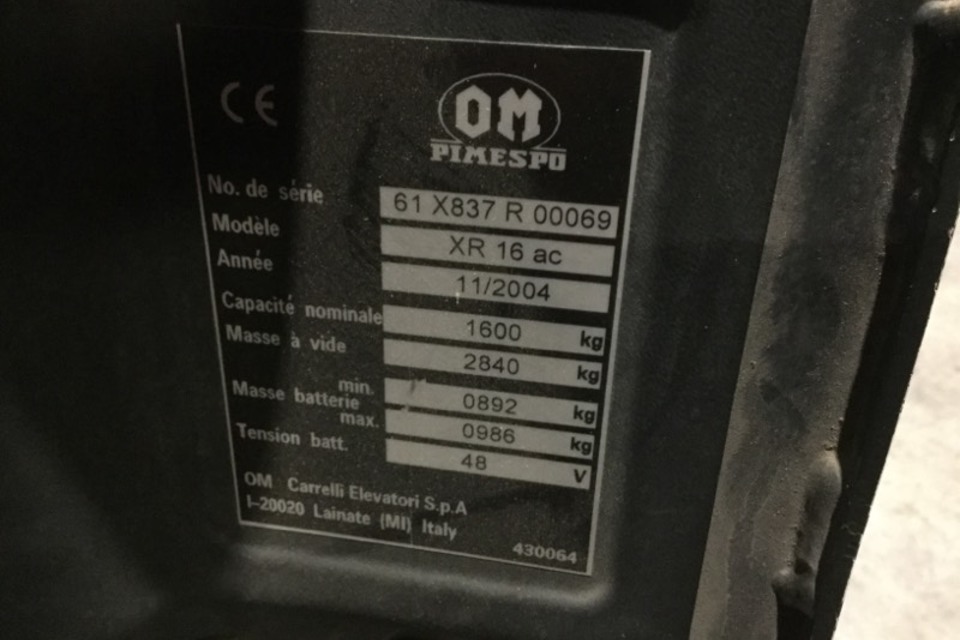 CE
OM
PIMESPO
No. de série 61 X837 R 00069
Modèle XR 16 ac
Année 11/2004
Capacité nominale 1600 kg
Masse à vide 2840 kg
min. 0892 kg
Masse batterie
max. 0986 kg
Tension batt. 48 V
OM Carrelli Elevatori S.p.A
I-20020 Lainate (MI) Italy
430064